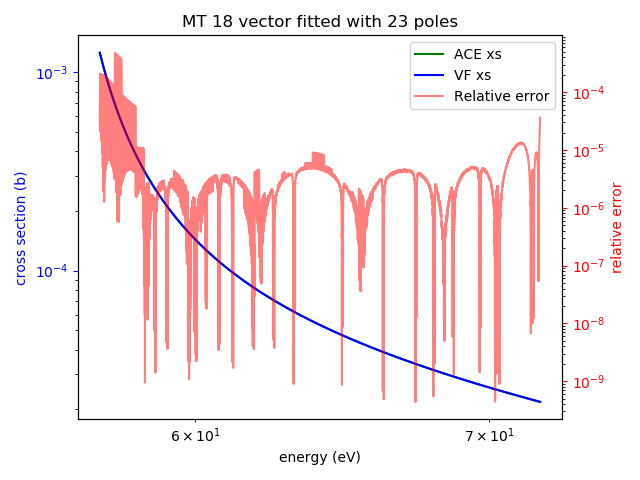 MT 18 vector fitted with 23 poles
ACE xs
VF xs
Relative error
10⁻³
10⁻⁴
cross section (b)
10⁻⁴
10⁻⁵
10⁻⁶
10⁻⁷
10⁻⁸
10⁻⁹
relative error
6 × 10¹
7 × 10¹
energy (eV)